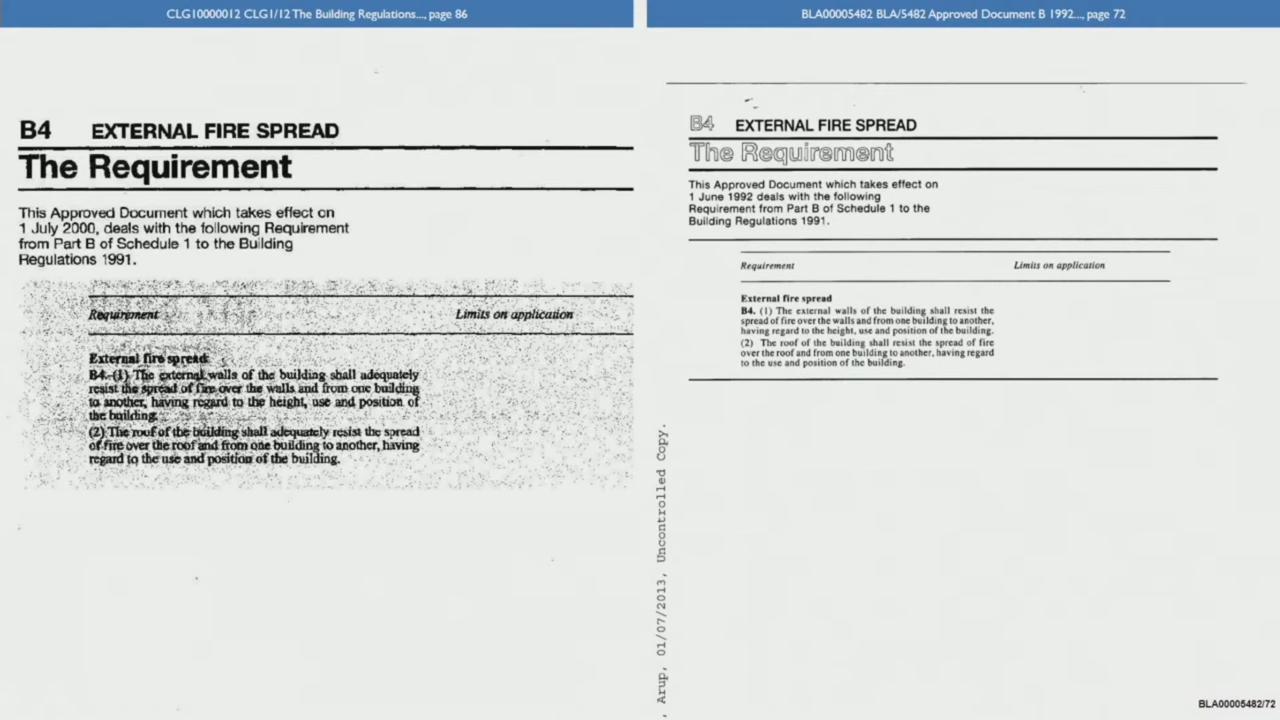 CLG10000012 CLG1/12 The Building Regulations..., page 86
B4 EXTERNAL FIRE SPREAD
The Requirement
This Approved Document which takes effect on
1 July 2000, deals with the following Requirement
from Part B of Schedule 1 to the Building
Regulations 1991.
Requirement Limits on application
External fire spread
B4.-(1) The external walls of the building shall adequately
resist the spread of fire over the walls and from one building
to another, having regard to the height, use and position of
the building.
(2) The roof of the building shall adequately resist the spread
of fire over the roof and from one building to another, having
regard to the use and position of the building.
BLA00005482 BLA/5482 Approved Document B 1992..., page 72
B4 EXTERNAL FIRE SPREAD
The Requirement
This Approved Document which takes effect on
1 June 1992 deals with the following
Requirement from Part B of Schedule 1 to the
Building Regulations 1991.
Requirement Limits on application
External fire spread
B4. (1) The external walls of the building shall resist the
spread of fire over the walls and from one building to another,
having regard to the height, use and position of the building.
(2) The roof of the building shall resist the spread of fire
over the roof and from one building to another, having regard
to the use and position of the building.
, Arup, 01/07/2013, Uncontrolled Copy.
BLA00005482/72